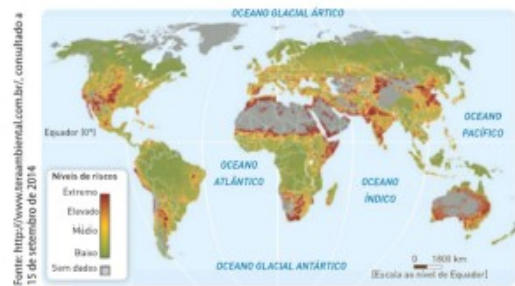 Fonte: http://www.teraambiental.com.br/, consultado a
15 de setembro de 2014
OCEANO GLACIAL ÁRTICO
Equador (0°)
OCEANO
PACÍFICO
OCEANO
ATLÂNTICO
OCEANO
ÍNDICO
Níveis de riscos
Extremo
Elevado
Médio
Baixo
Sem dados
OCEANO GLACIAL ANTÁRTICO
0 1800 km
[Escala ao nível de Equador]